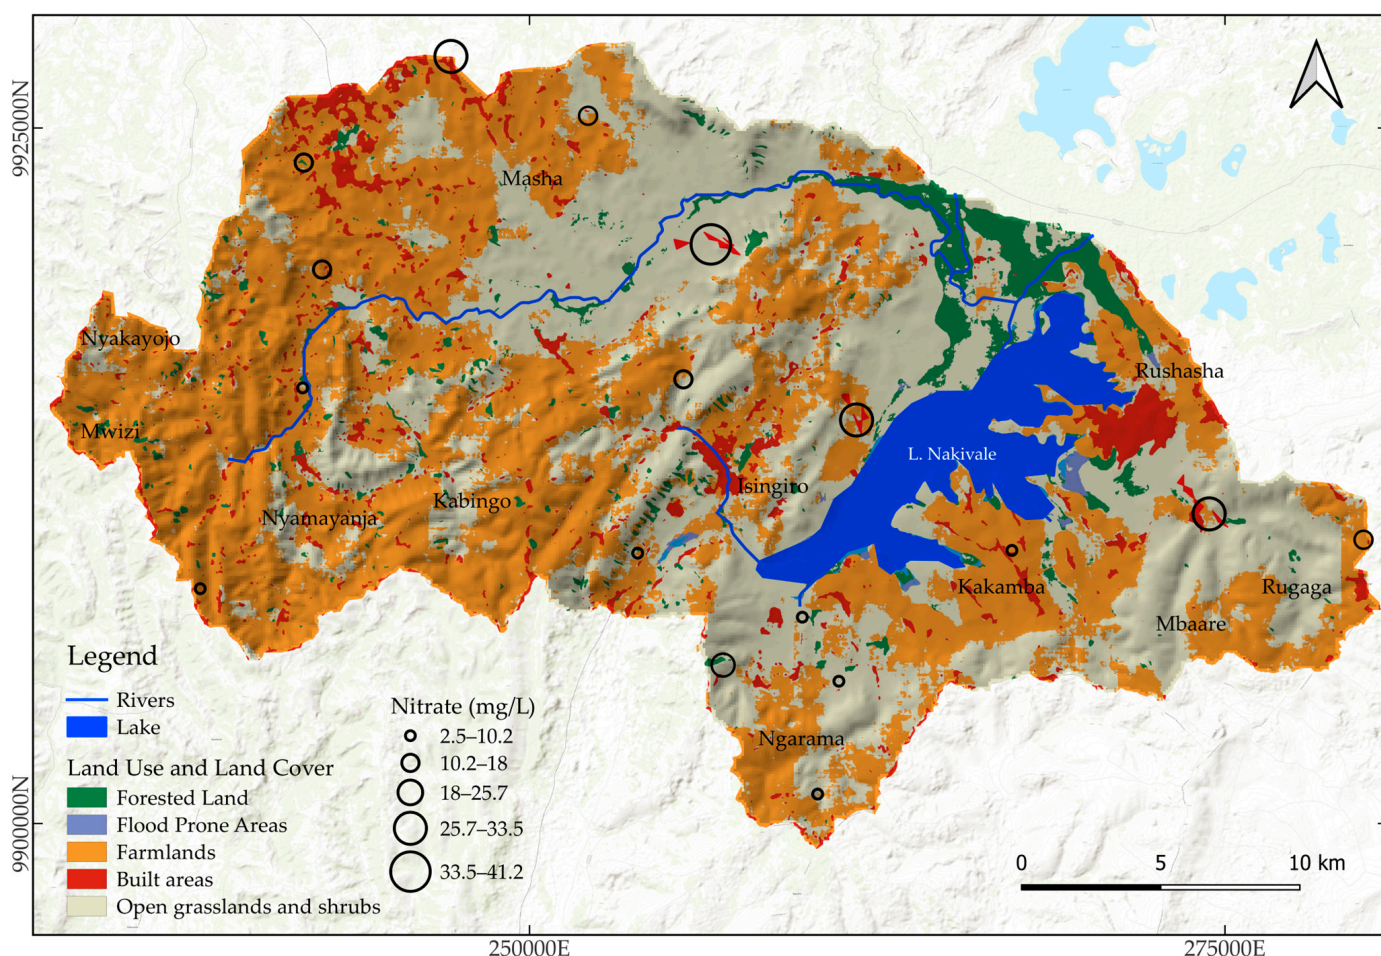 9925000N
Masha
Nyakayojo
Rushasha
Mwizi
L. Nakivale
Isingiro
Kabingo
Nyamayanja
Kakamba
Rugaga
Mbaare
Ngarama
9900000N
Legend
Rivers
Lake
Land Use and Land Cover
Forested Land
Flood Prone Areas
Farmlands
Built areas
Open grasslands and shrubs
Nitrate (mg/L)
2.5–10.2
10.2–18
18–25.7
25.7–33.5
33.5–41.2
0 5 10 km
250000E 275000E